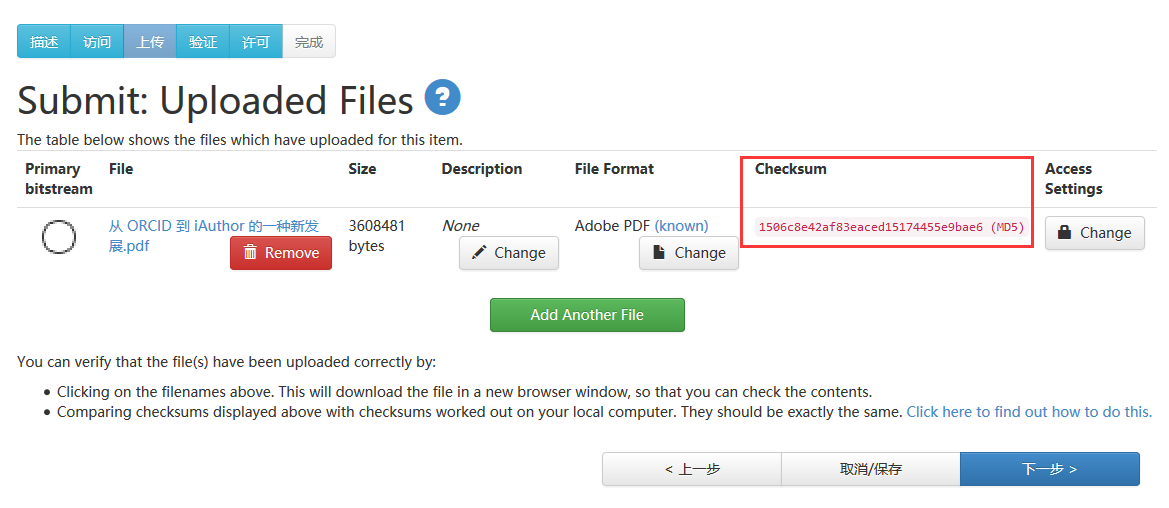 描述 访问 上传 验证 许可 完成
Submit: Uploaded Files ?
The table below shows the files which have uploaded for this item.
Primary bitstream File Size Description File Format Checksum Access Settings
从 ORCID 到 iAuthor 的一种新发 3608481 None Adobe PDF (known) 1506c8e42af83eaced15174455e9bae6 (MD5) Change
展.pdf bytes
Remove Change Change
Add Another File
You can verify that the file(s) have been uploaded correctly by:
• Clicking on the filenames above. This will download the file in a new browser window, so that you can check the contents.
• Comparing checksums displayed above with checksums worked out on your local computer. They should be exactly the same. Click here to find out how to do this.
< 上一步 取消/保存 下一步 >